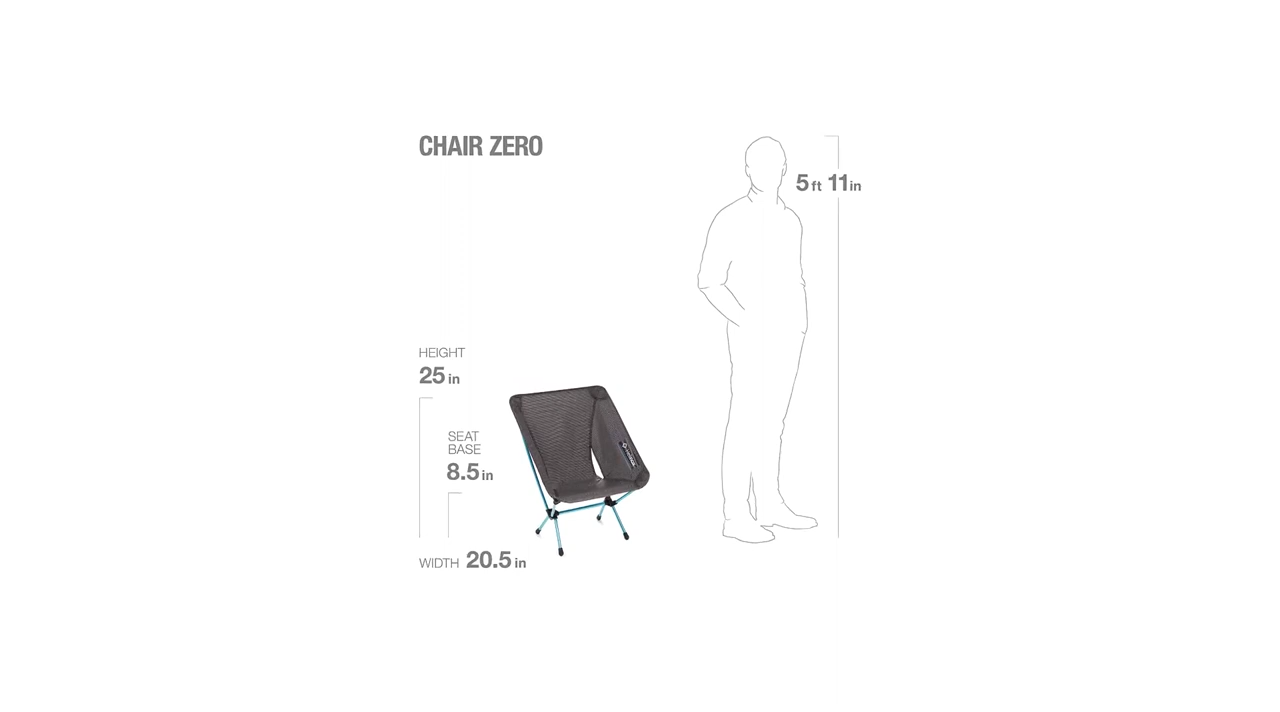 CHAIR ZERO
5 ft 11 in
HEIGHT
25 in
SEAT
BASE
8.5 in
WIDTH 20.5 in